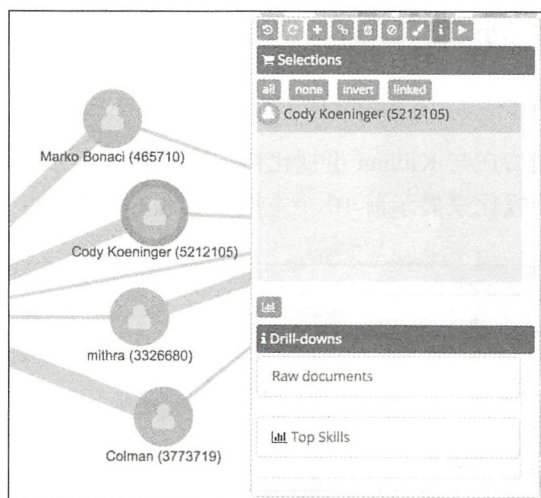 Marko Bonaci (465710)
Cody Koeninger (5212105)
mithra (3326680)
Colman (3773719)
Selections
all none invert linked
Cody Koeninger (5212105)
i Drill-downs
Raw documents
Top Skills